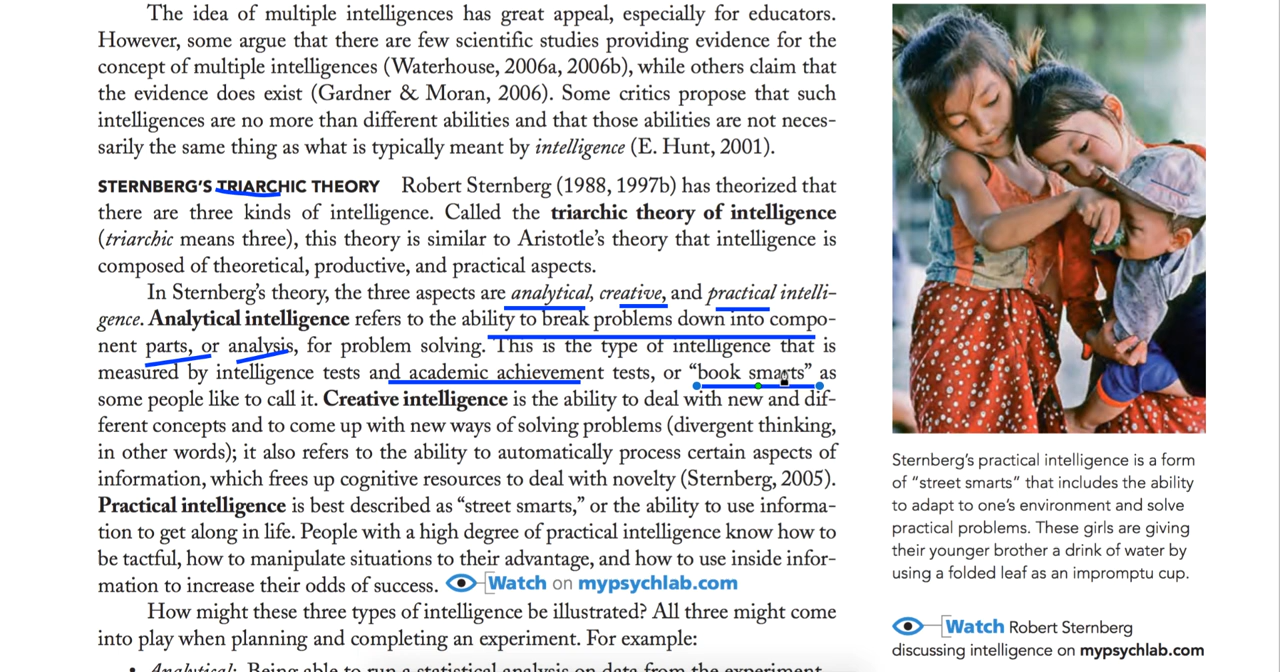 The idea of multiple intelligences has great appeal, especially for educators.
However, some argue that there are few scientific studies providing evidence for the
concept of multiple intelligences (Waterhouse, 2006a, 2006b), while others claim that
the evidence does exist (Gardner & Moran, 2006). Some critics propose that such
intelligences are no more than different abilities and that those abilities are not neces-
sarily the same thing as what is typically meant by intelligence (E. Hunt, 2001).
STERNBERG'S TRIARCHIC THEORY Robert Sternberg (1988, 1997b) has theorized that
there are three kinds of intelligence. Called the triarchic theory of intelligence
(triarchic means three), this theory is similar to Aristotle's theory that intelligence is
composed of theoretical, productive, and practical aspects.
In Sternberg's theory, the three aspects are analytical, creative, and practical intelli-
gence. Analytical intelligence refers to the ability to break problems down into compo-
nent parts, or analysis, for problem solving. This is the type of intelligence that is
measured by intelligence tests and academic achievement tests, or "book smarts" as
some people like to call it. Creative intelligence is the ability to deal with new and dif-
ferent concepts and to come up with new ways of solving problems (divergent thinking,
in other words); it also refers to the ability to automatically process certain aspects of
information, which frees up cognitive resources to deal with novelty (Sternberg, 2005).
Practical intelligence is best described as "street smarts," or the ability to use informa-
tion to get along in life. People with a high degree of practical intelligence know how to
be tactful, how to manipulate situations to their advantage, and how to use inside infor-
mation to increase their odds of success. Watch on mypsychlab.com
How might these three types of intelligence be illustrated? All three might come
into play when planning and completing an experiment. For example:
• Analytical: Being able to run a statistical analysis on data from the experiment.
Sternberg's practical intelligence is a form
of "street smarts" that includes the ability
to adapt to one's environment and solve
practical problems. These girls are giving
their younger brother a drink of water by
using a folded leaf as an impromptu cup.
Watch Robert Sternberg
discussing intelligence on mypsychlab.com